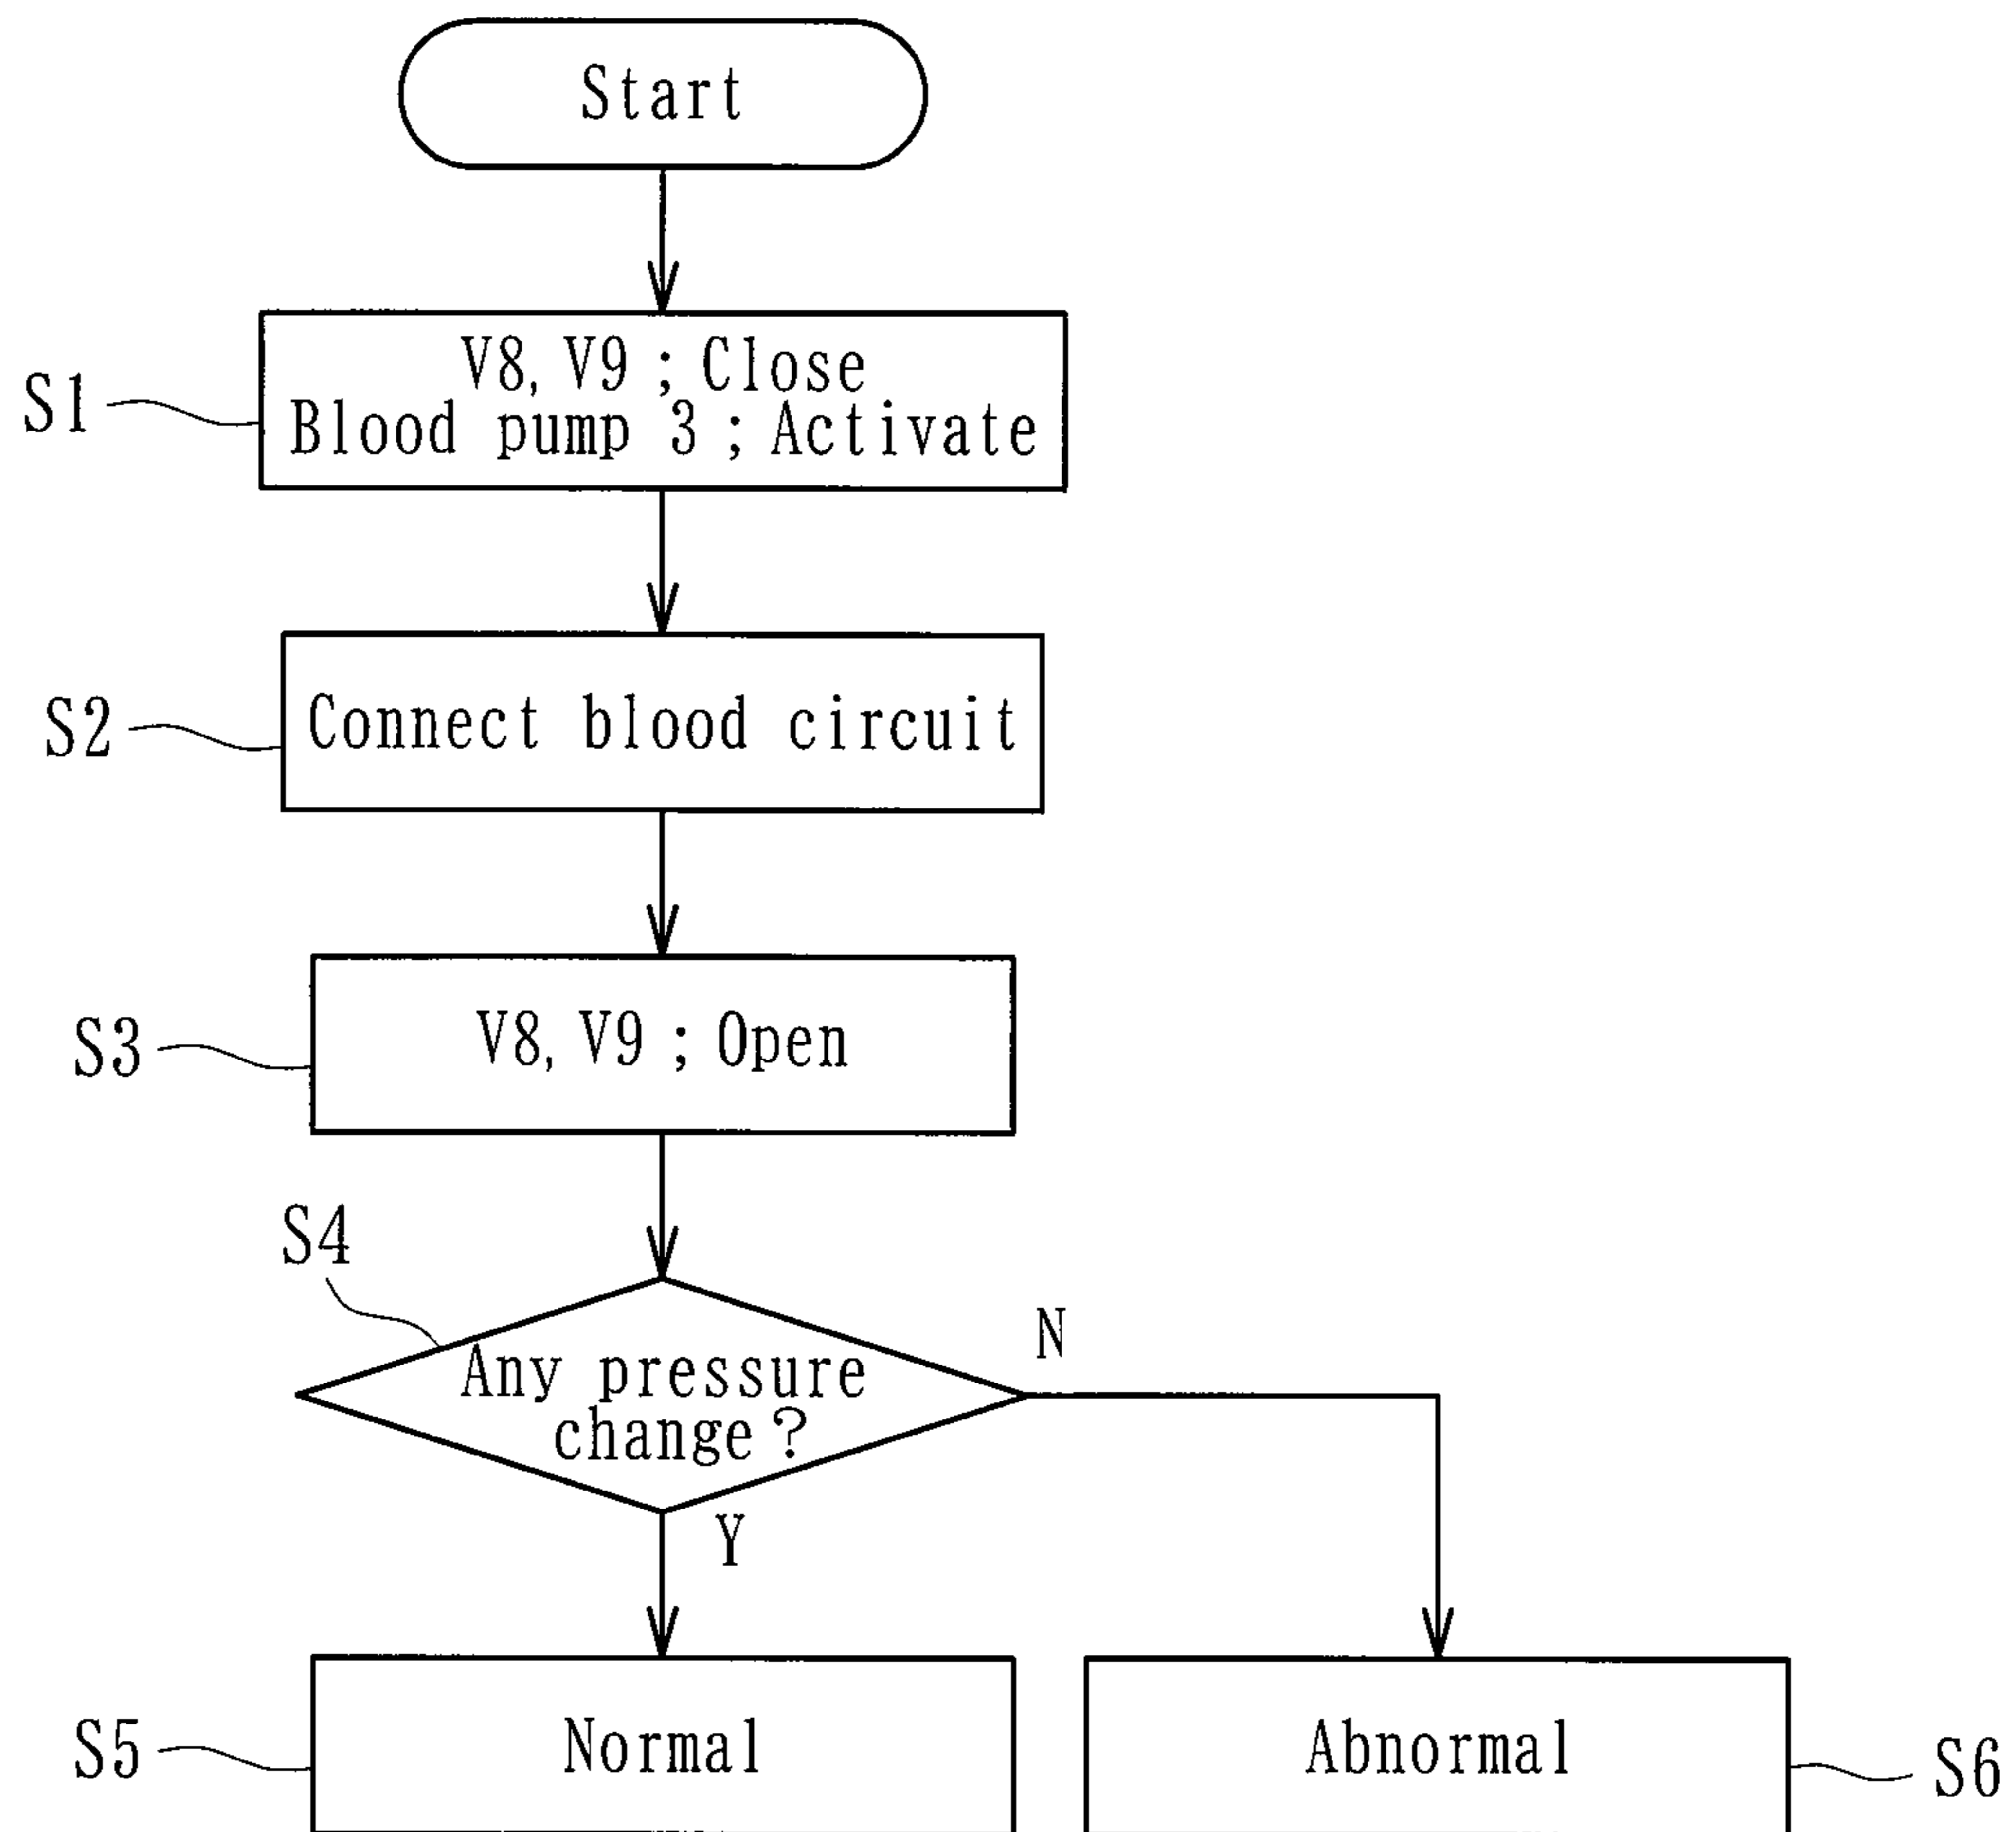 Start
S1
V8, V9 ; Close
Blood pump 3 ; Activate
S2
Connect blood circuit
S3
V8, V9 ; Open
S4
Any pressure
change?
N
Y
S5
Normal
Abnormal
S6